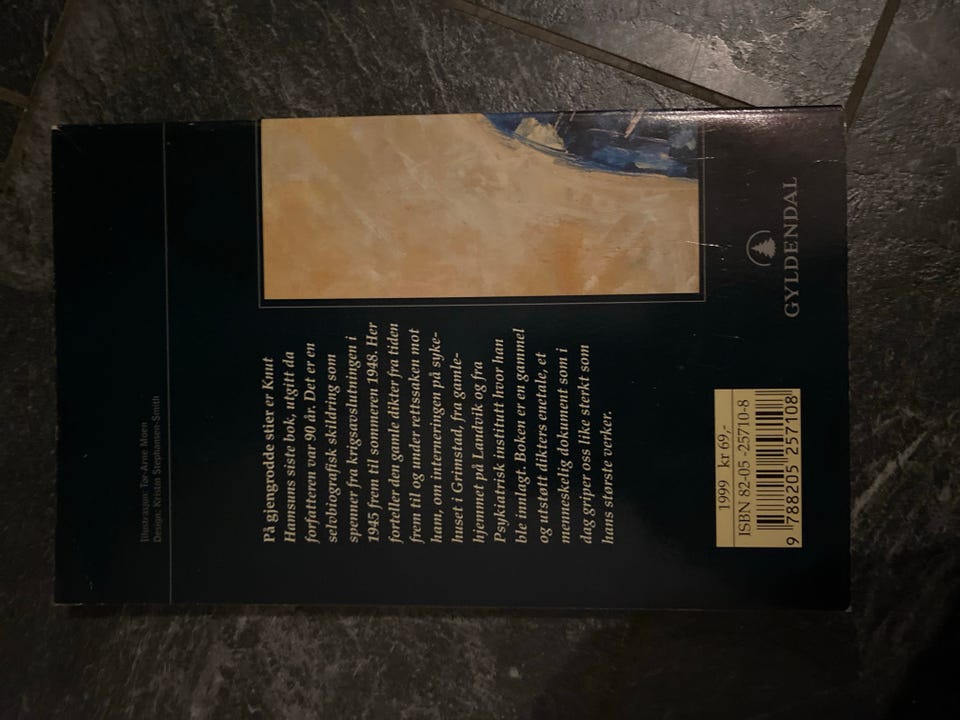 Illustrasjon: Tor-Arne Moen
Design: Kristin Stephansen-Smith
På gjengrodde stier er Knut
Hamsuns siste bok, utgitt da
forfatteren var 90 år. Det er en
selvbiografisk skildring som
spenner fra krigsavslutningen i
1945 frem til sommeren 1948. Her
forteller den gamle dikter fra tiden
frem til og under rettssaken mot
ham, om interneringen på syke-
huset i Grimstad, fra gamle-
hjemmet på Landvik og fra
Psykiatrisk institutt hvor han
ble innlagt. Boken er en gammel
og utstøtt dikters enetale, et
menneskelig dokument som i
dag griper oss like sterkt som
hans største verker.
1999 kr 69,-
ISBN 82-05-25710-8
9 788205 257108
GYLDENDAL